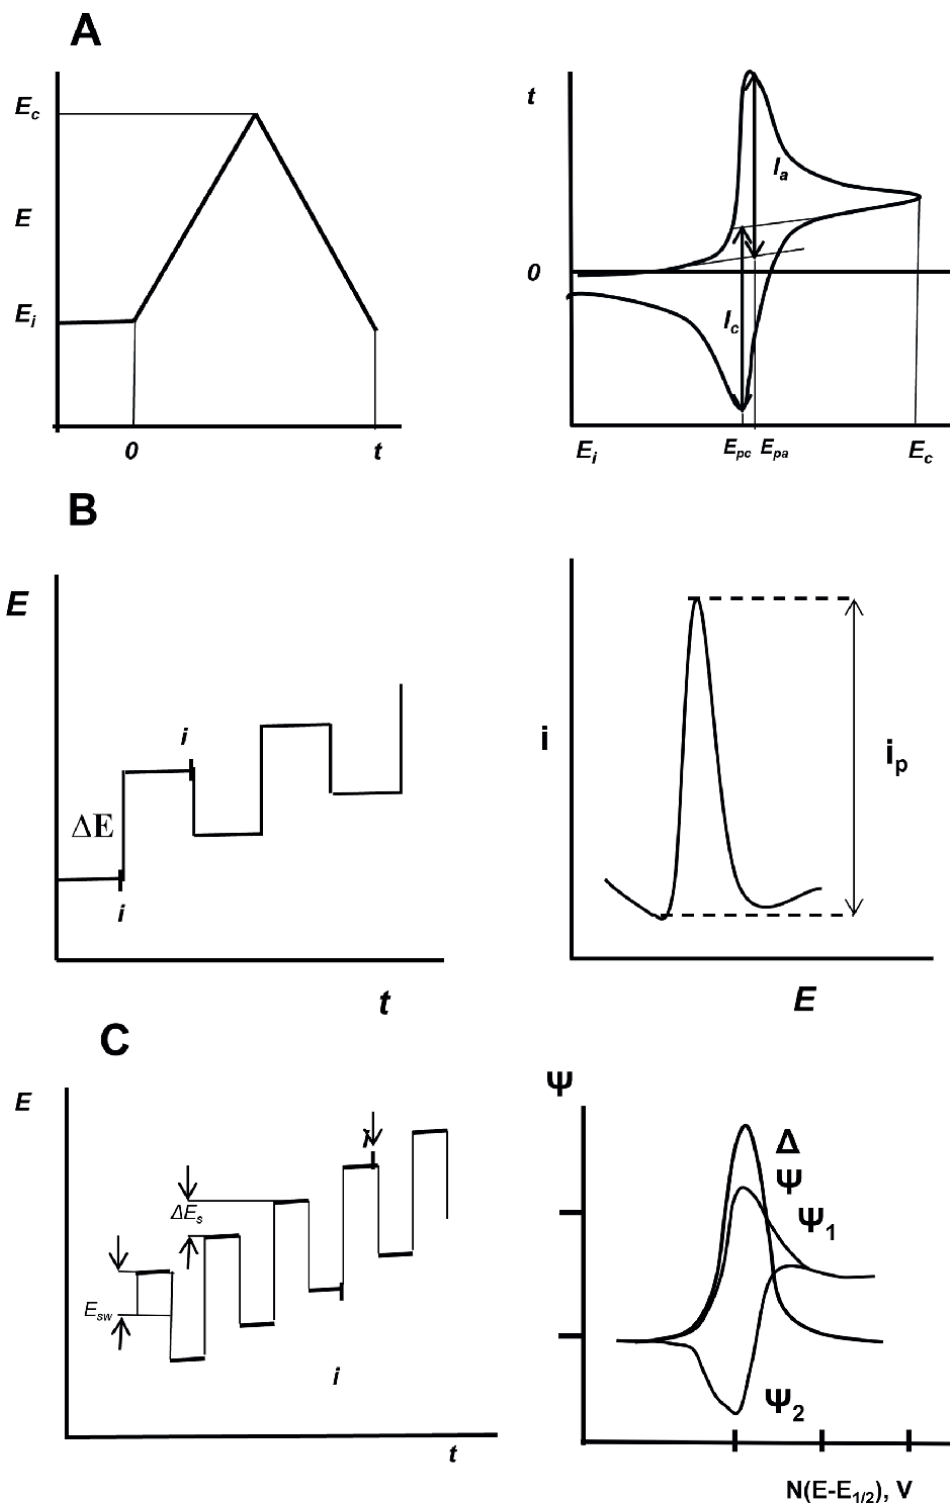 A
E_c
E
E_i
0
t
t
0
I_a
I_c
E_i
E_pc
E_pa
E_c
B
E
i
ΔE
i
t
i
i_p
E
C
E
i
ΔE_s
E_sw
i
t
Ψ
Δ
Ψ
Ψ_1
Ψ_2
N(E-E_1/2), V